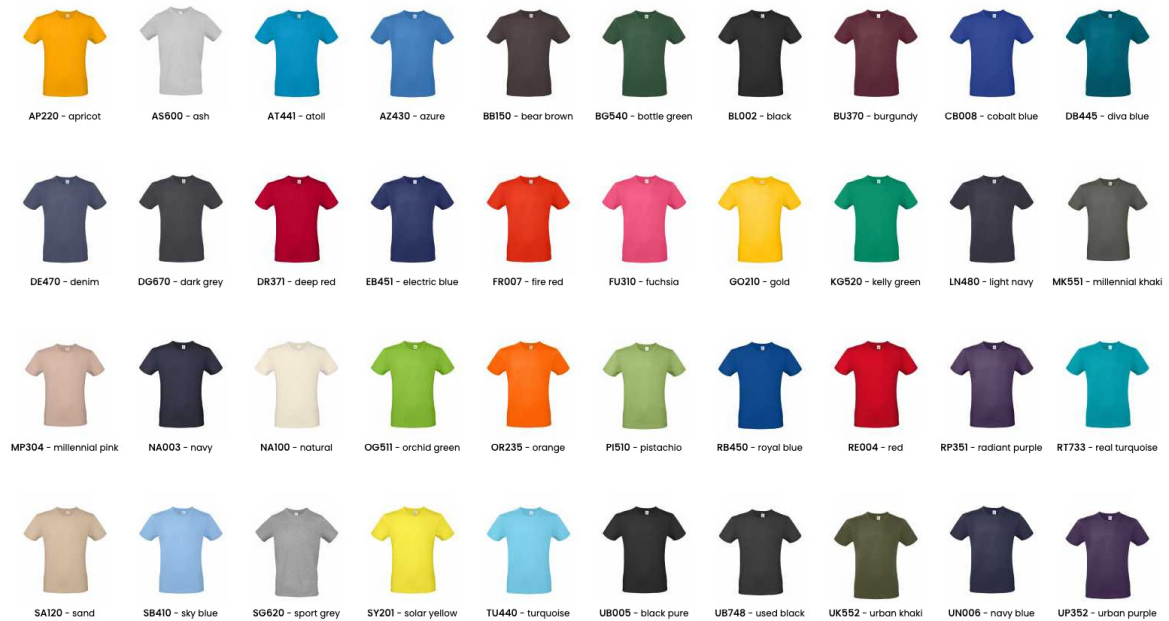 AP220 - apricot
AS600 - ash
AT441 - atoll
AZ430 - azure
BB150 - bear brown
BG540 - bottle green
BL002 - black
BU370 - burgundy
CB008 - cobalt blue
DB445 - diva blue
DE470 - denim
DG670 - dark grey
DR371 - deep red
EB451 - electric blue
FR007 - fire red
FU310 - fuchsia
GO210 - gold
KG520 - kelly green
LN480 - light navy
MK551 - millennial khaki
MP304 - millennial pink
NA003 - navy
NA100 - natural
OG511 - orchid green
OR235 - orange
PI510 - pistachio
RB450 - royal blue
RE004 - red
RP351 - radiant purple
RT733 - real turquoise
SA120 - sand
SB410 - sky blue
SG620 - sport grey
SY201 - solar yellow
TU440 - turquoise
UB005 - black pure
UB748 - used black
UK552 - urban khaki
UN006 - navy blue
UP352 - urban purple